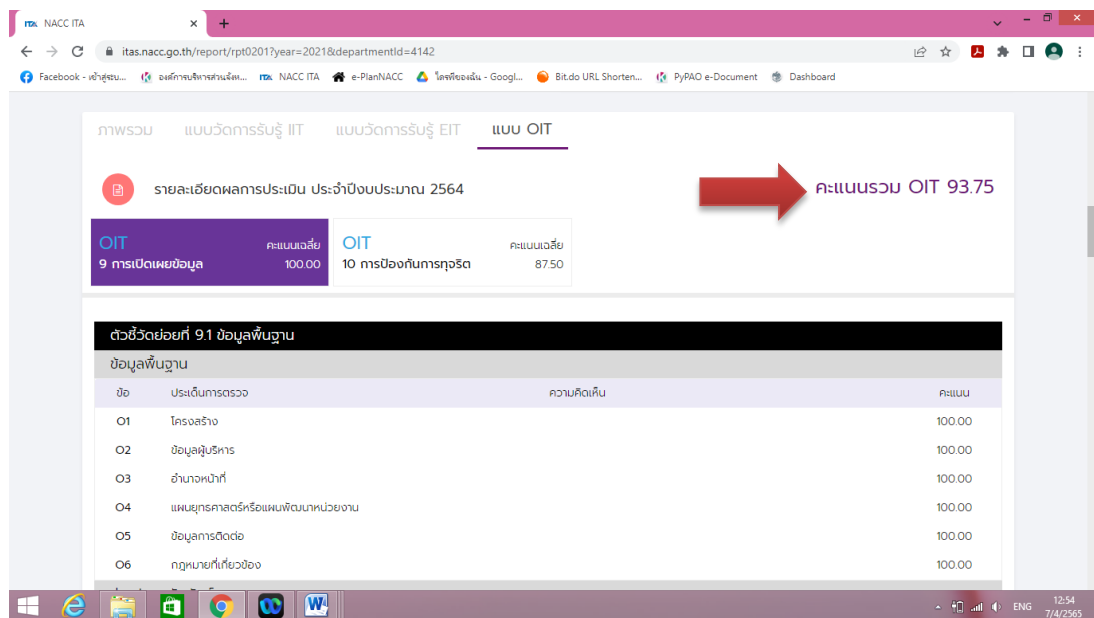 ITA NACC ITA
itas.nacc.go.th/report/rpt0201?year=2021&departmentId=4142
Facebook - เข้าสู่ระบ... องค์การบริหารส่วนจังห... ITA NACC ITA e-PlanNACC ไดรฟ์ของฉัน - Googl... Bit.do URL Shorten... PyPAO e-Document Dashboard
ภาพรวม แบบวัดการรับรู้ IIT แบบวัดการรับรู้ EIT แบบ OIT
รายละเอียดผลการประเมิน ประจำปีงบประมาณ 2564
คะแนนรวม OIT 93.75
OIT คะแนนเฉลี่ย OIT คะแนนเฉลี่ย
9 การเปิดเผยข้อมูล 100.00 10 การป้องกันการทุจริต 87.50
ตัวชี้วัดย่อยที่ 9.1 ข้อมูลพื้นฐาน
ข้อมูลพื้นฐาน
ข้อ ประเด็นการตรวจ ความคิดเห็น คะแนน
O1 โครงสร้าง 100.00
O2 ข้อมูลผู้บริหาร 100.00
O3 อำนาจหน้าที่ 100.00
O4 แผนยุทธศาสตร์หรือแผนพัฒนาหน่วยงาน 100.00
O5 ข้อมูลการติดต่อ 100.00
O6 กฎหมายที่เกี่ยวข้อง 100.00
ENG 12:54
7/4/2565